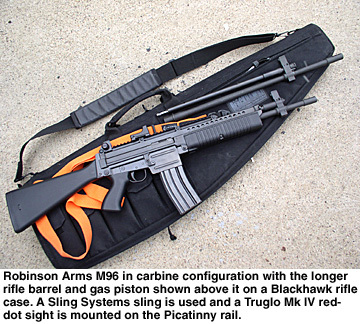 Robinson Arms M96 in carbine configuration with the longer
rifle barrel and gas piston shown above it on a Blackhawk rifle
case. A Sling Systems sling is used and a Truglo Mk IV red-
dot sight is mounted on the Picatinny rail.